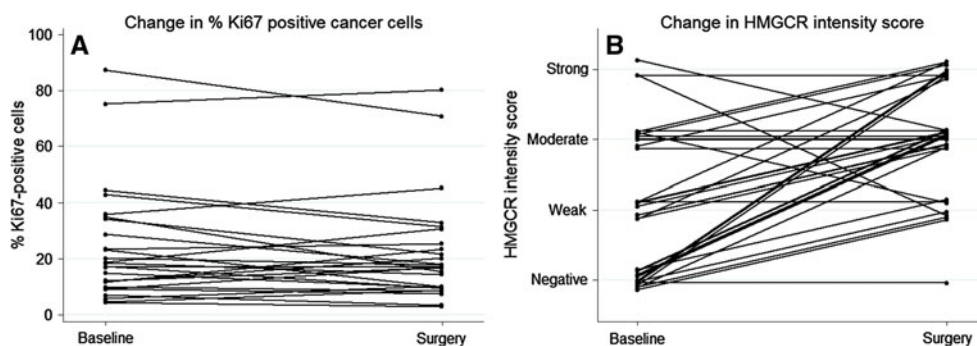 A
Change in % Ki67 positive cancer cells
% Ki67-positive cells
100
80
60
40
20
0
Baseline
Surgery
B
Change in HMGCR intensity score
HMGCR intensity score
Strong
Moderate
Weak
Negative
Baseline
Surgery